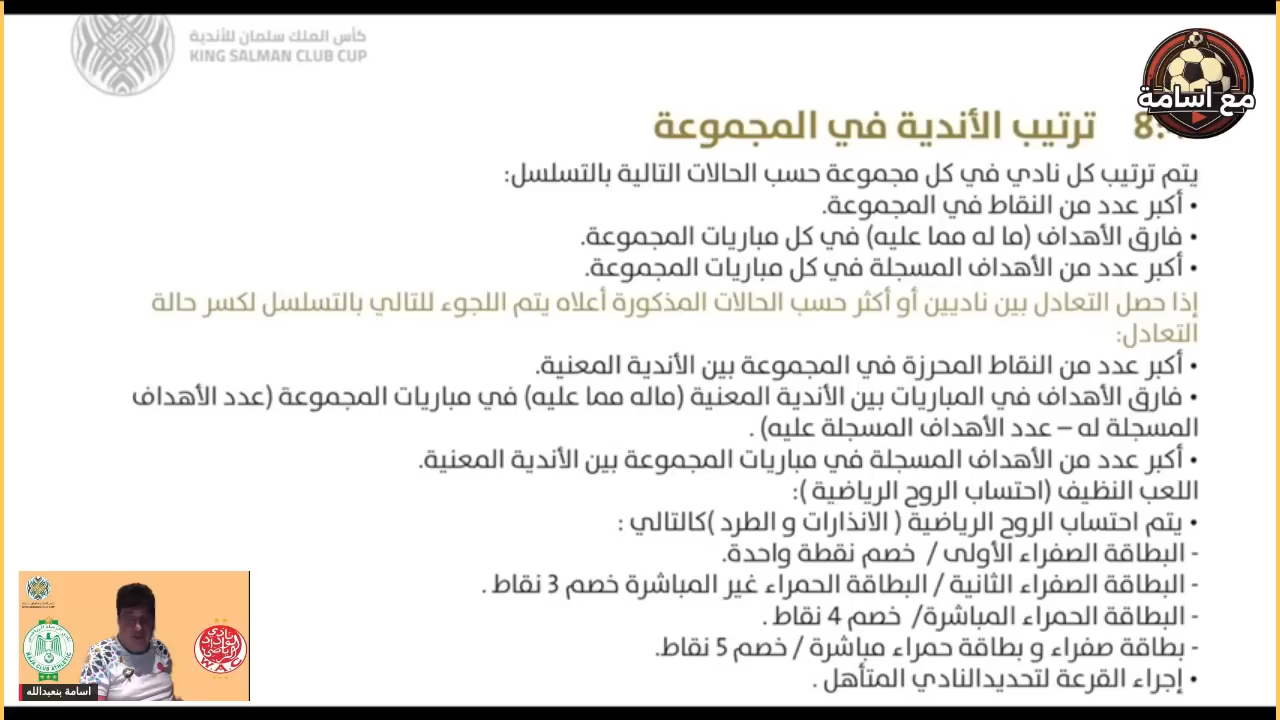 كأس الملك سلمان للأندية
KING SALMAN CLUB CUP
مع اسامة
ترتيب الأندية في المجموعة
يتم ترتيب كل نادي في كل مجموعة حسب الحالات التالية بالتسلسل:
• أكبر عدد من النقاط في المجموعة.
• فارق الأهداف (ما له مما عليه) في كل مباريات المجموعة.
• أكبر عدد من الأهداف المسجلة في كل مباريات المجموعة.
إذا حصل التعادل بين ناديين أو أكثر حسب الحالات المذكورة أعلاه يتم اللجوء للتالي بالتسلسل لكسر حالة
التعادل:
• أكبر عدد من النقاط المحرزة في المجموعة بين الأندية المعنية.
• فارق الأهداف في المباريات بين الأندية المعنية (ماله مما عليه) في مباريات المجموعة (عدد الأهداف
المسجلة له – عدد الأهداف المسجلة عليه) .
• أكبر عدد من الأهداف المسجلة في مباريات المجموعة بين الأندية المعنية.
اللعب النظيف (احتساب الروح الرياضية ):
• يتم احتساب الروح الرياضية ( الانذارات و الطرد )كالتالي :
- البطاقة الصفراء الأولى / خصم نقطة واحدة.
- البطاقة الصفراء الثانية / البطاقة الحمراء غير المباشرة خصم 3 نقاط .
- البطاقة الحمراء المباشرة/ خصم 4 نقاط .
- بطاقة صفراء و بطاقة حمراء مباشرة / خصم 5 نقاط.
• إجراء القرعة لتحديدالنادي المتأهل .
RAJA CLUB ATHLETIC
WAC
اسامة بنعبدالله